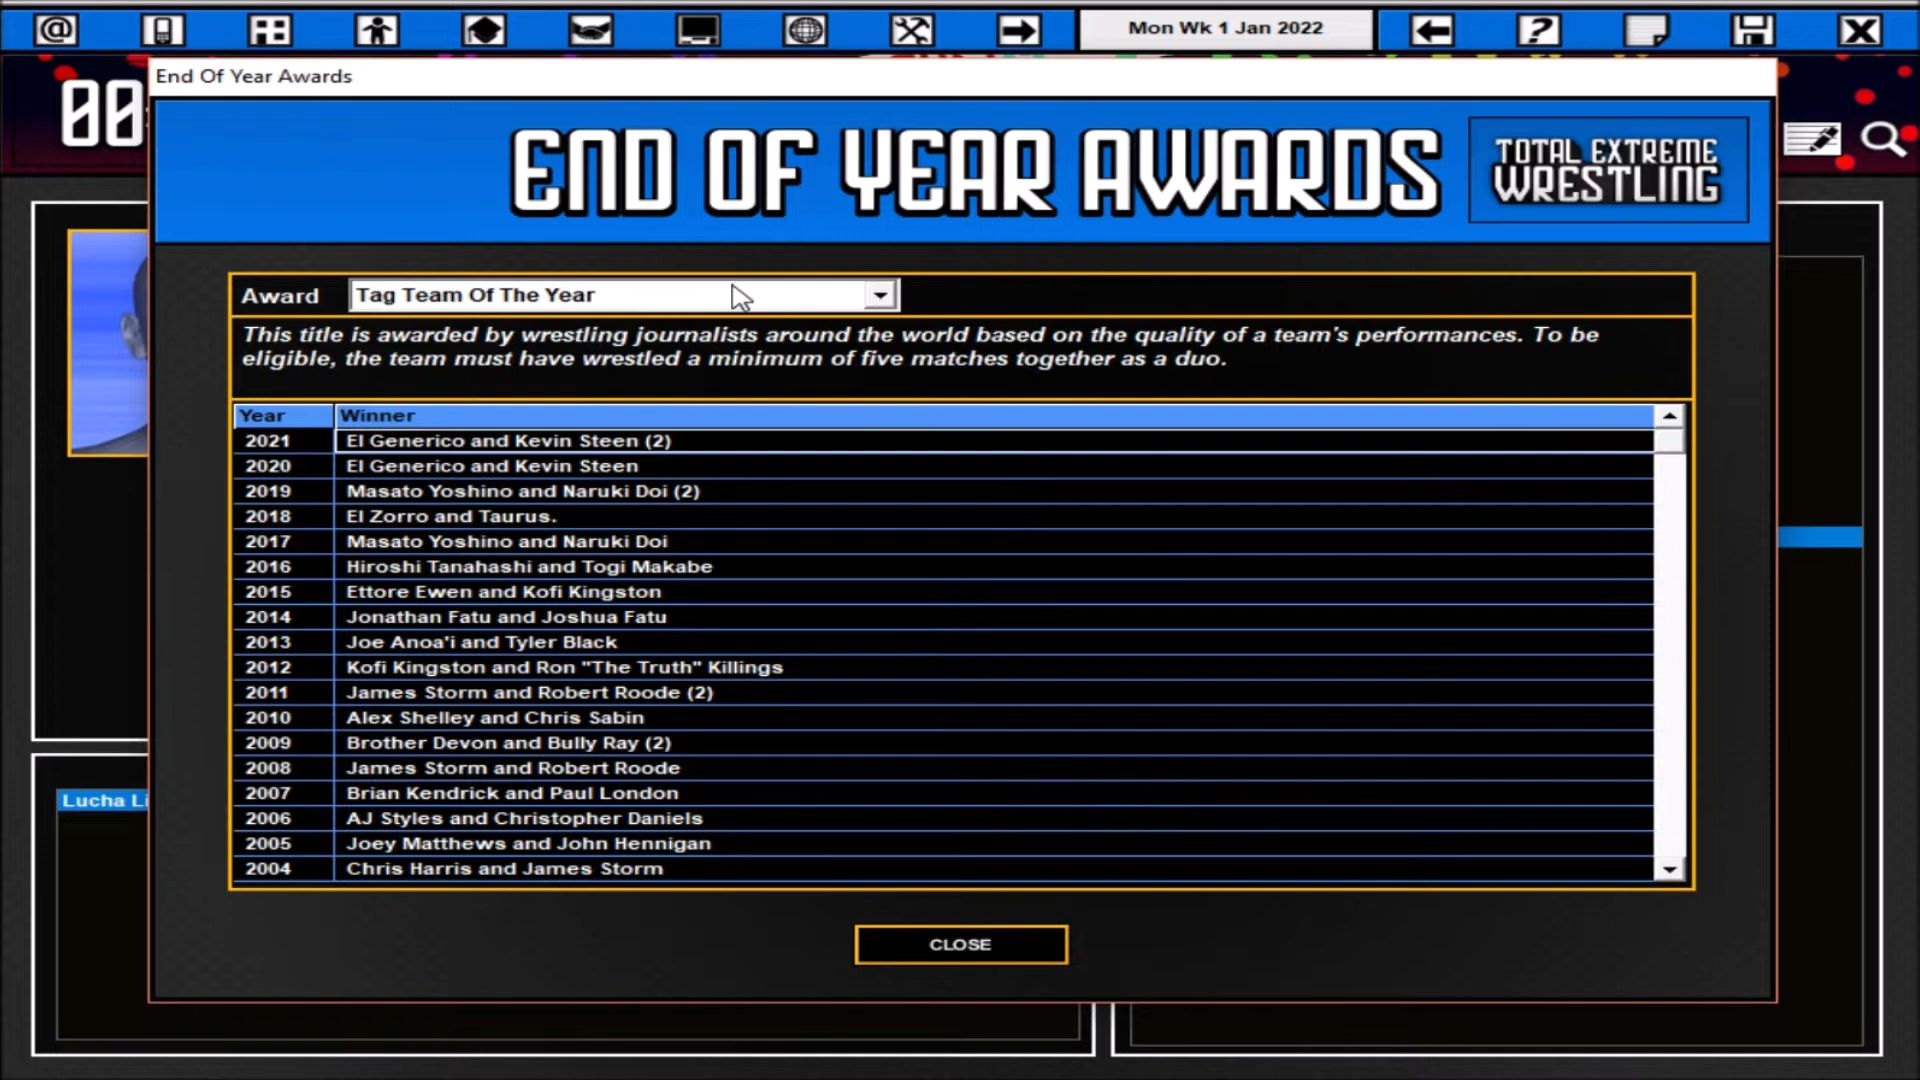 Mon Wk 1 Jan 2022
End Of Year Awards
00
END OF YEAR AWARDS
TOTAL EXTREME
WRESTLING
Award Tag Team Of The Year
This title is awarded by wrestling journalists around the world based on the quality of a team's performances. To be
eligible, the team must have wrestled a minimum of five matches together as a duo.
Year Winner
2021 El Generico and Kevin Steen (2)
2020 El Generico and Kevin Steen
2019 Masato Yoshino and Naruki Doi (2)
2018 El Zorro and Taurus.
2017 Masato Yoshino and Naruki Doi
2016 Hiroshi Tanahashi and Togi Makabe
2015 Ettore Ewen and Kofi Kingston
2014 Jonathan Fatu and Joshua Fatu
2013 Joe Anoa'i and Tyler Black
2012 Kofi Kingston and Ron "The Truth" Killings
2011 James Storm and Robert Roode (2)
2010 Alex Shelley and Chris Sabin
2009 Brother Devon and Bully Ray (2)
2008 James Storm and Robert Roode
2007 Brian Kendrick and Paul London
2006 AJ Styles and Christopher Daniels
2005 Joey Matthews and John Hennigan
2004 Chris Harris and James Storm
Lucha Li
CLOSE